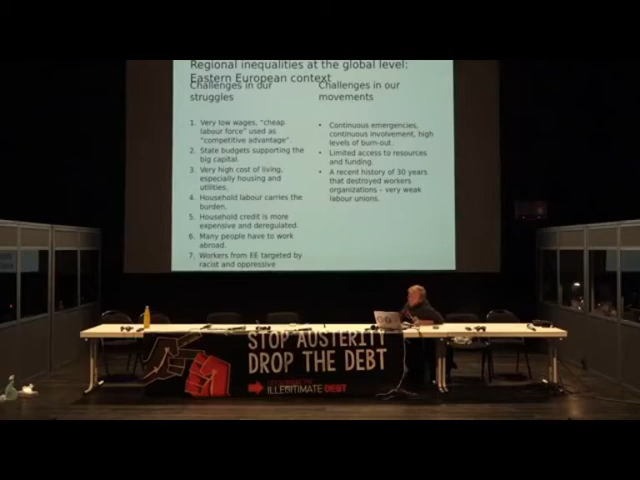 Regional inequalities at the global level:
Eastern European context
Challenges in our
struggles
1. Very low wages, “cheap
labour force” used as
“competitive advantage”.
2. State budgets supporting the
big capital.
3. Very high cost of living,
especially housing and
utilities.
4. Household labour carries the
burden.
5. Household credit is more
expensive and deregulated.
6. Many people have to work
abroad.
7. Workers from EE targeted by
racist and oppressive
Challenges in our
movements
• Continuous emergencies,
continuous involvement, high
levels of burn-out.
• Limited access to resources
and funding.
• A recent history of 30 years
that destroyed workers
organizations – very weak
labour unions.
STOP AUSTERITY
DROP THE DEBT
ILLEGITIMATE DEBT